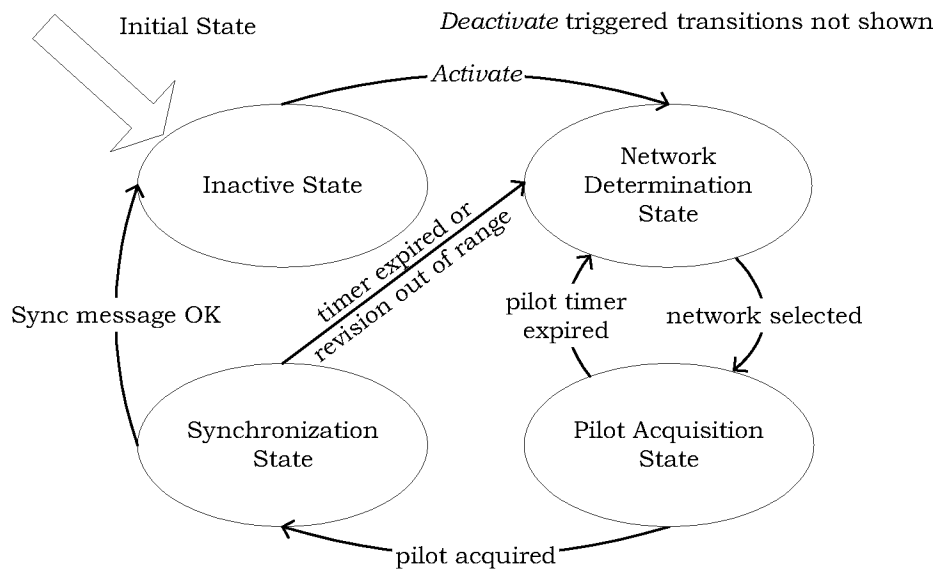 Initial State
Deactivate triggered transitions not shown
Activate
Inactive State
Network
Determination
State
timer expired or
revision out of range
Sync message OK
pilot timer
expired
network selected
Synchronization
State
Pilot Acquisition
State
pilot acquired